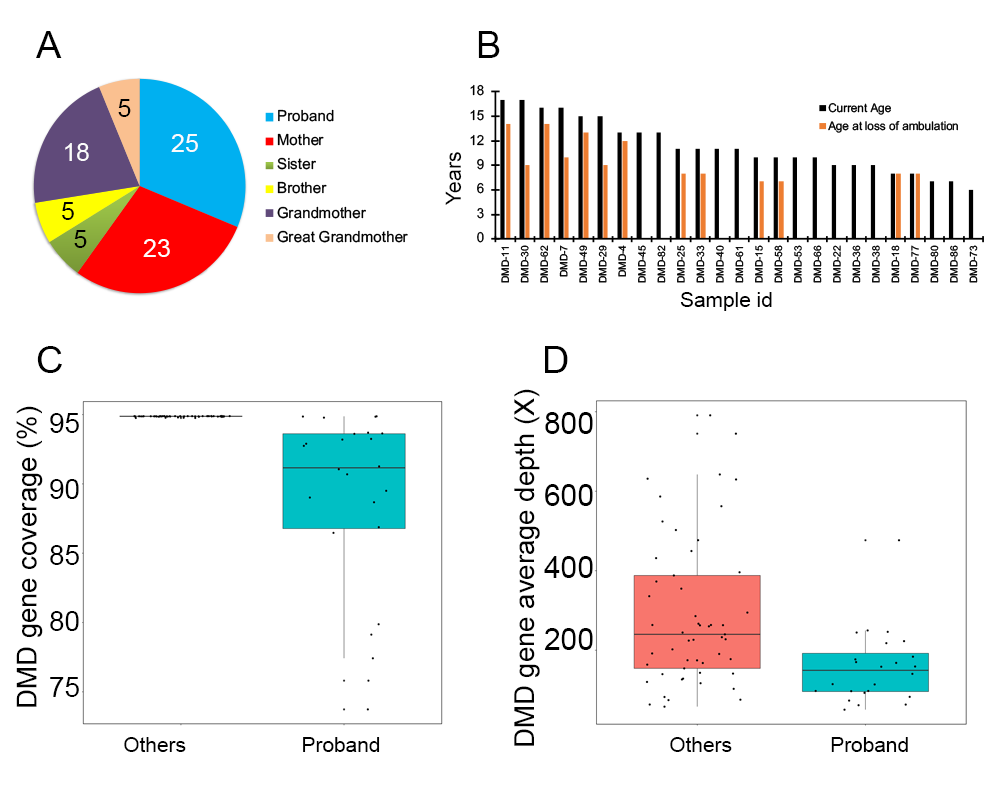 A
25
23
5
5
18
5
Proband
Mother
Sister
Brother
Grandmother
Great Grandmother
B
Years
18
15
12
9
6
3
0
Current Age
Age at loss of ambulation
DMD-11
DMD-30
DMD-62
DMD-7
DMD-49
DMD-29
DMD-4
DMD-45
DMD-82
DMD-25
DMD-33
DMD-40
DMD-61
DMD-15
DMD-58
DMD-53
DMD-66
DMD-22
DMD-36
DMD-38
DMD-18
DMD-77
DMD-80
DMD-86
DMD-73
Sample id
C
DMD gene coverage (%)
95
90
85
80
75
Others
Proband
D
DMD gene average depth (X)
800
600
400
200
Others
Proband